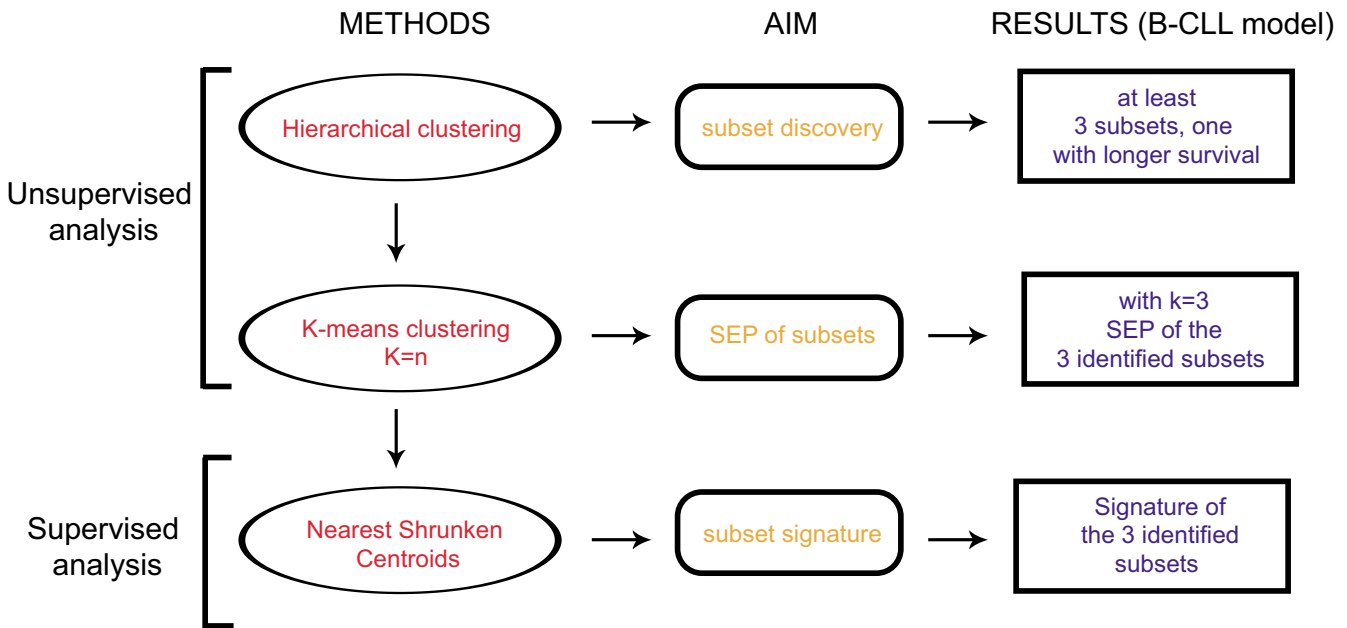 METHODS
AIM
RESULTS (B-CLL model)
Unsupervised
analysis
Hierarchical clustering
subset discovery
at least
3 subsets, one
with longer survival
K-means clustering
K=n
SEP of subsets
with k=3
SEP of the
3 identified subsets
Supervised
analysis
Nearest Shrunken
Centroids
subset signature
Signature of
the 3 identified
subsets